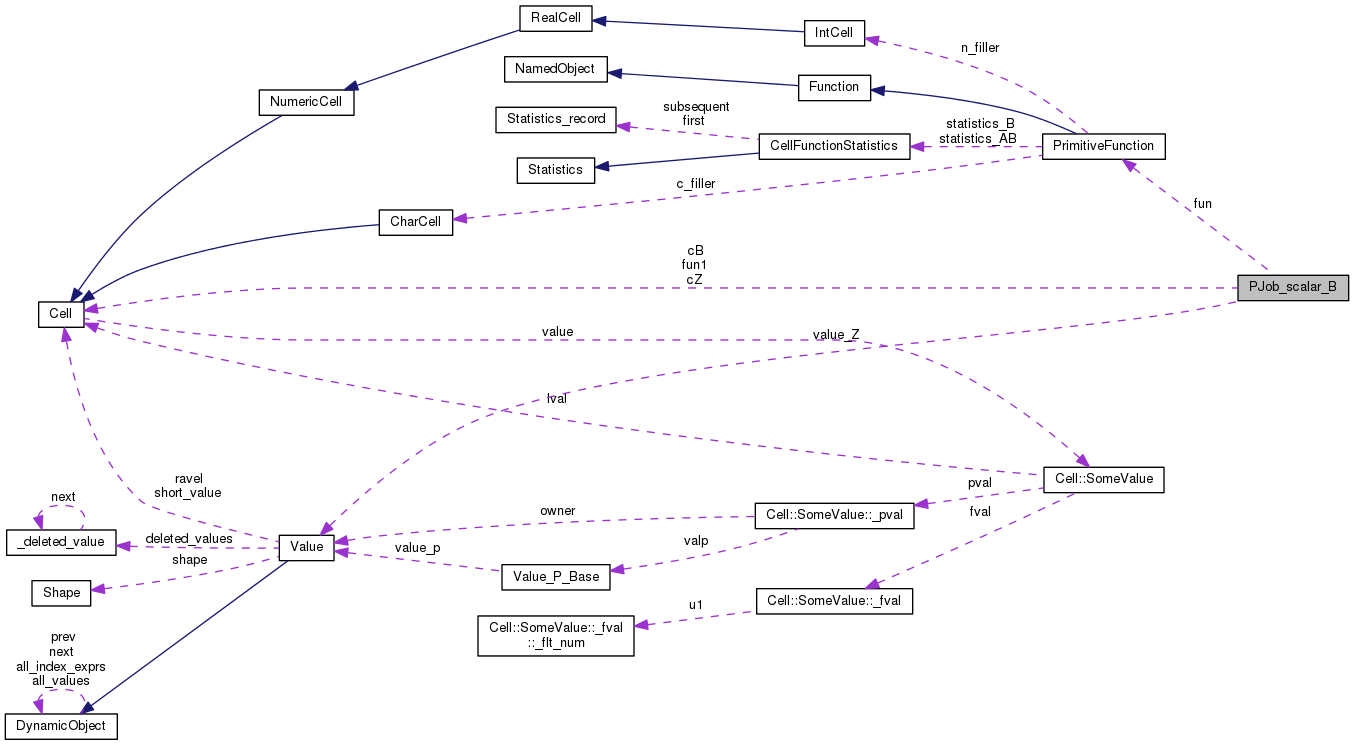 RealCell
IntCell
n_filler
NamedObject
Function
NumericCell
subsequent
first
Statistics_record
statistics_B
statistics_AB
CellFunctionStatistics
PrimitiveFunction
Statistics
c_filler
fun
CharCell
cB
fun1
cZ
PJob_scalar_B
Cell
value
value_Z
lval
ravel
short_value
pval
Cell::SomeValue
fval
next
owner
Cell::SomeValue::_pval
_deleted_value
deleted_values
Value
value_p
valp
shape
Value_P_Base
Shape
u1
Cell::SomeValue::_fval
Cell::SomeValue::_fval
::_flt_num
prev
next
all_index_exprs
all_values
DynamicObject